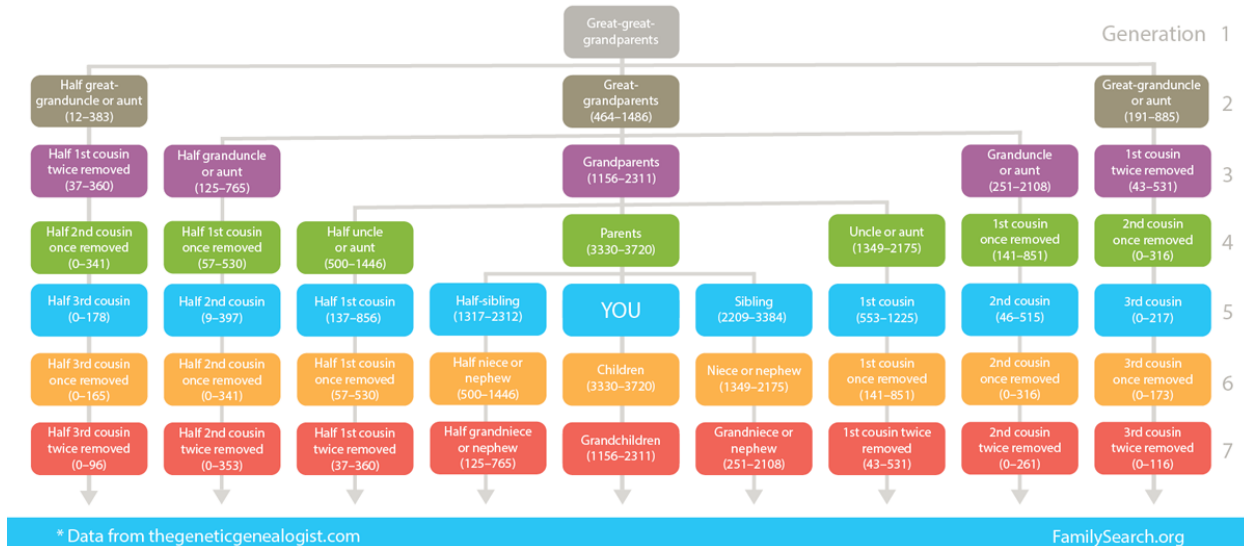 Great-great-
grandparents
Generation 1
Half great-
granduncle or aunt
(12–383)
Great-
grandparents
(464–1486)
Great-granduncle
or aunt
(191–885)
2
Half 1st cousin
twice removed
(37–360)
Half granduncle
or aunt
(125–765)
Grandparents
(1156–2311)
Granduncle
or aunt
(251–2108)
1st cousin
twice removed
(43–531)
3
Half 2nd cousin
once removed
(0–341)
Half 1st cousin
once removed
(57–530)
Half uncle
or aunt
(500–1446)
Parents
(3330–3720)
Uncle or aunt
(1349–2175)
1st cousin
once removed
(141–851)
2nd cousin
once removed
(0–316)
4
Half 3rd cousin
(0–178)
Half 2nd cousin
(9–397)
Half 1st cousin
(137–856)
Half-sibling
(1317–2312)
YOU
Sibling
(2209–3384)
1st cousin
(553–1225)
2nd cousin
(46–515)
3rd cousin
(0–217)
5
Half 3rd cousin
once removed
(0–165)
Half 2nd cousin
once removed
(0–341)
Half 1st cousin
once removed
(57–530)
Half niece or
nephew
(500–1446)
Children
(3330–3720)
Niece or nephew
(1349–2175)
1st cousin
once removed
(141–851)
2nd cousin
once removed
(0–316)
3rd cousin
once removed
(0–173)
6
Half 3rd cousin
twice removed
(0–96)
Half 2nd cousin
twice removed
(0–353)
Half 1st cousin
twice removed
(37–360)
Half grandniece
or nephew
(125–765)
Grandchildren
(1156–2311)
Grandniece or
nephew
(251–2108)
1st cousin twice
removed
(43–531)
2nd cousin
twice removed
(0–261)
3rd cousin
twice removed
(0–116)
7
* Data from thegeneticgenealogist.com
FamilySearch.org